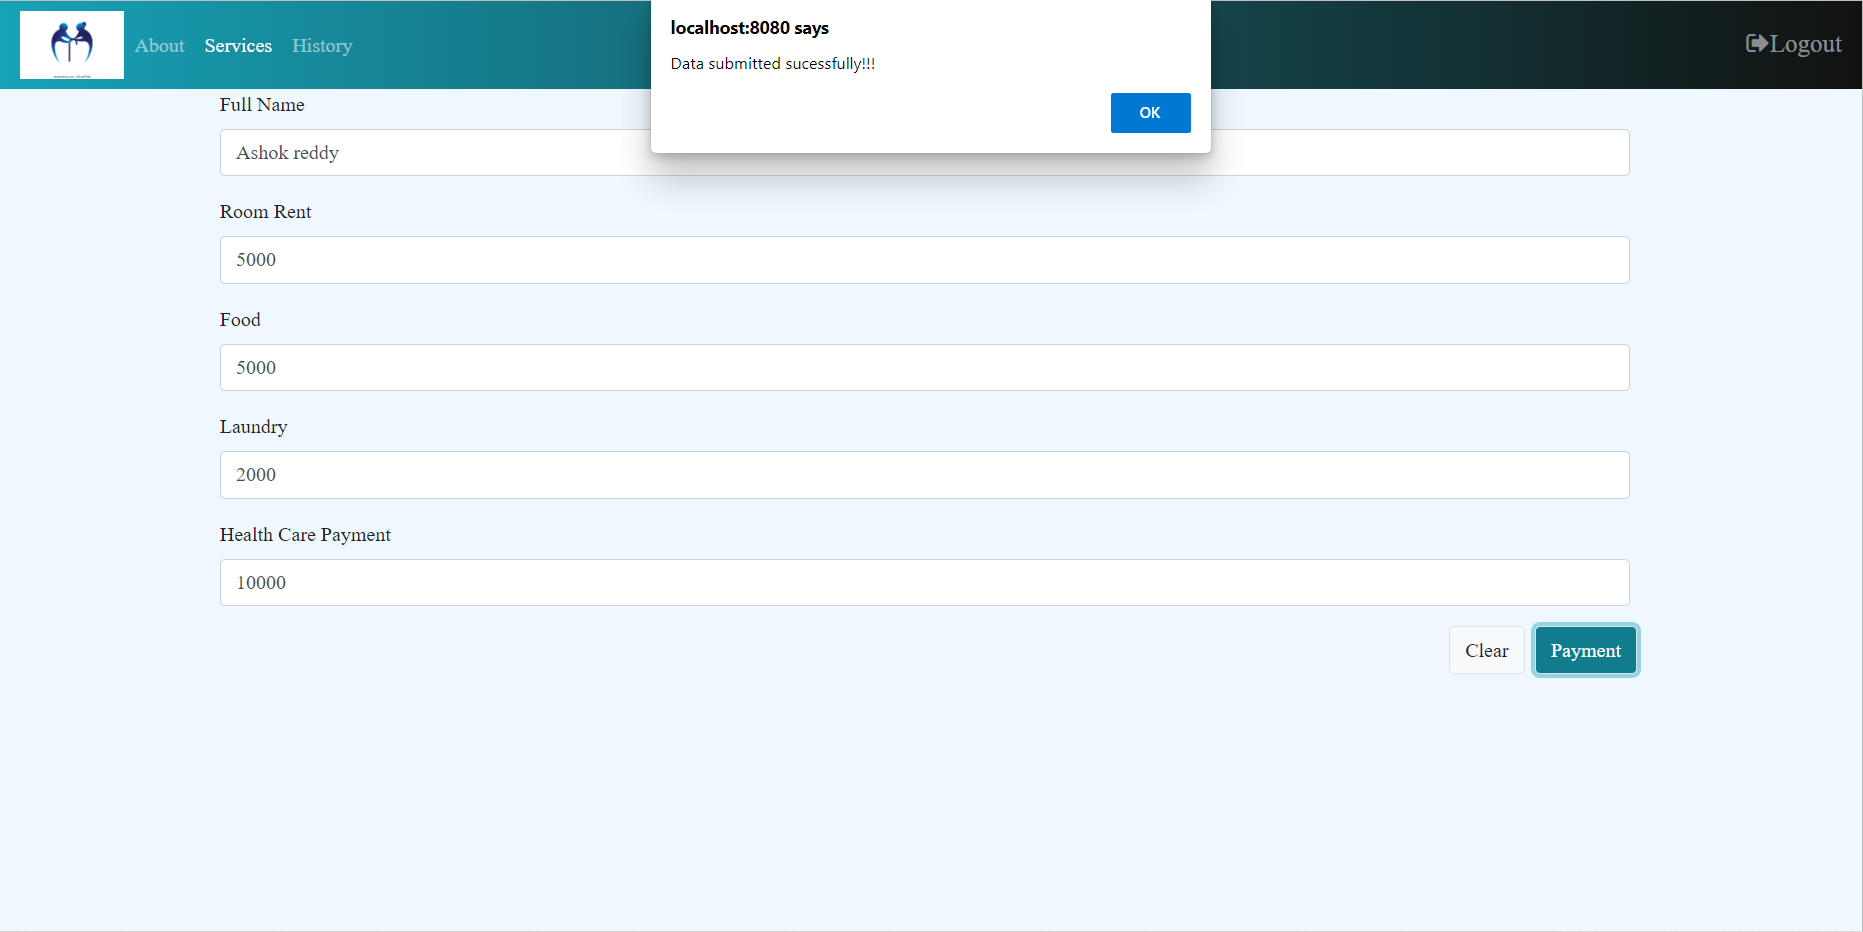 About Services History
localhost:8080 says
Data submitted sucessfully!!!
OK
Logout
Full Name
Ashok reddy
Room Rent
5000
Food
5000
Laundry
2000
Health Care Payment
10000
Clear Payment